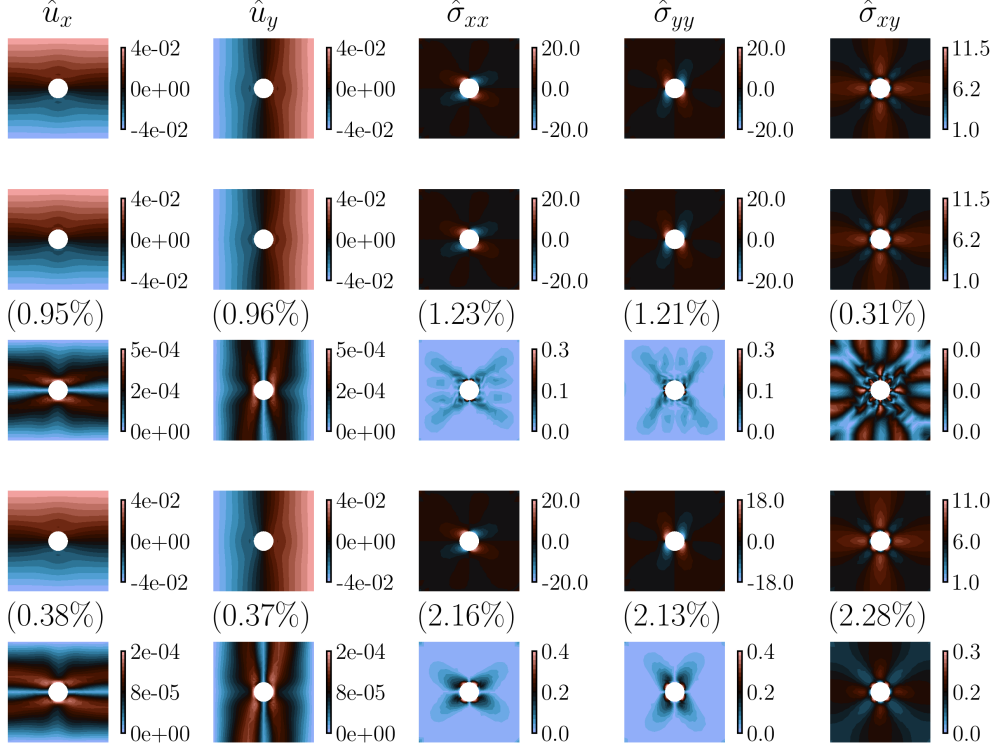 û_x û_y σ̂_xx σ̂_yy σ̂_xy
4e-02 4e-02 20.0 20.0 11.5
0e+00 0e+00 0.0 0.0 6.2
-4e-02 -4e-02 -20.0 -20.0 1.0
4e-02 4e-02 20.0 20.0 11.5
0e+00 0e+00 0.0 0.0 6.2
-4e-02 -4e-02 -20.0 -20.0 1.0
(0.95%) (0.96%) (1.23%) (1.21%) (0.31%)
5e-04 5e-04 0.3 0.3 0.0
2e-04 2e-04 0.1 0.1 0.0
0e+00 0e+00 0.0 0.0 0.0
4e-02 4e-02 20.0 18.0 11.0
0e+00 0e+00 0.0 0.0 6.0
-4e-02 -4e-02 -20.0 -18.0 1.0
(0.38%) (0.37%) (2.16%) (2.13%) (2.28%)
2e-04 2e-04 0.4 0.4 0.3
8e-05 8e-05 0.2 0.2 0.2
0e+00 0e+00 0.0 0.0 0.0